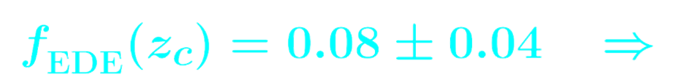 f_EDE(z_c) = 0.08 ± 0.04 ⇒